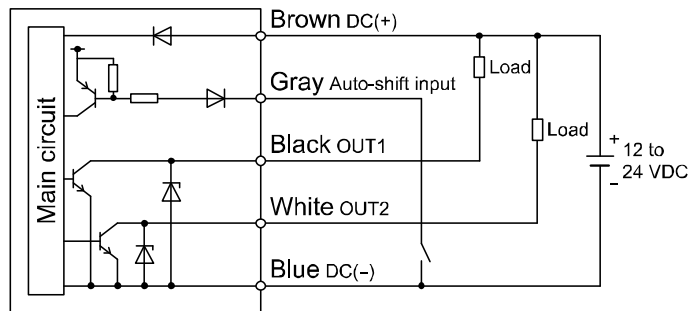 Brown DC(+)
Load
Gray Auto-shift input
Load
Main circuit
Black OUT1
+
12 to
24 VDC
-
White OUT2
Blue DC(−)